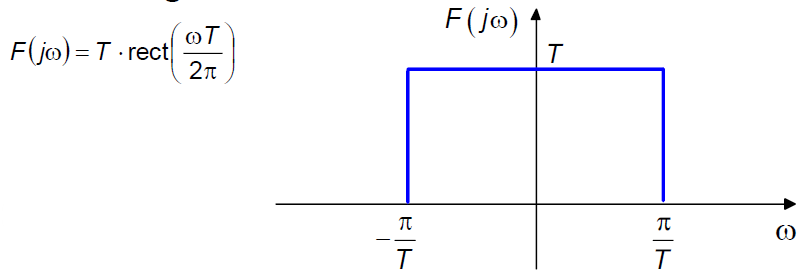 F(jω) = T · rect(ωT/2π)
F(jω)
T
−π/T
π/T
ω